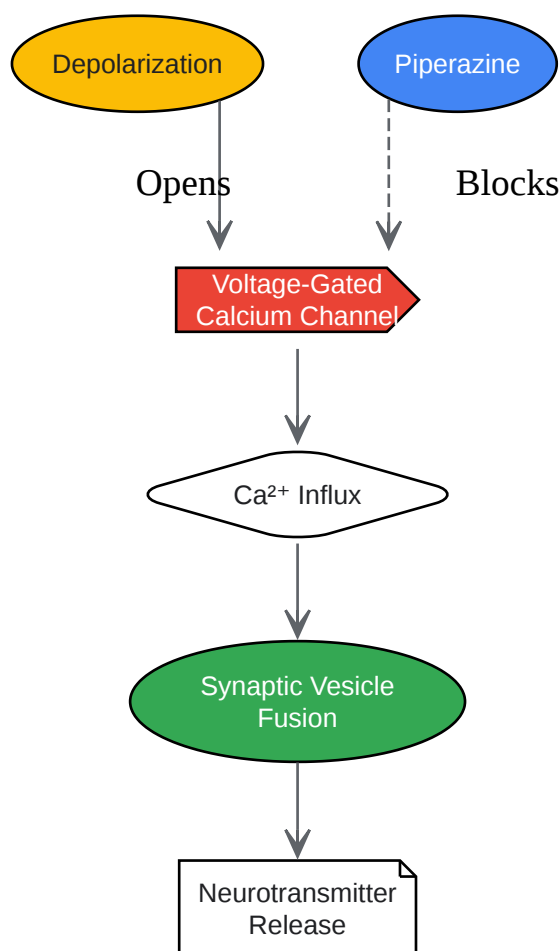 Depolarization
Piperazine
Opens
Blocks
Voltage-Gated
Calcium Channel
Ca²⁺ Influx
Synaptic Vesicle
Fusion
Neurotransmitter
Release